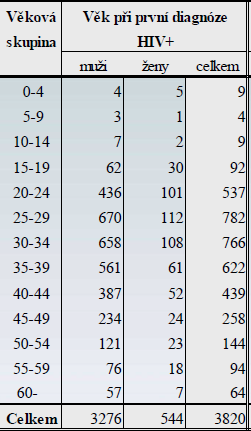 Věková skupina Věk při první diagnóze HIV+
muži ženy celkem
0-4 4 5 9
5-9 3 1 4
10-14 7 2 9
15-19 62 30 92
20-24 436 101 537
25-29 670 112 782
30-34 658 108 766
35-39 561 61 622
40-44 387 52 439
45-49 234 24 258
50-54 121 23 144
55-59 76 18 94
60- 57 7 64
Celkem 3276 544 3820